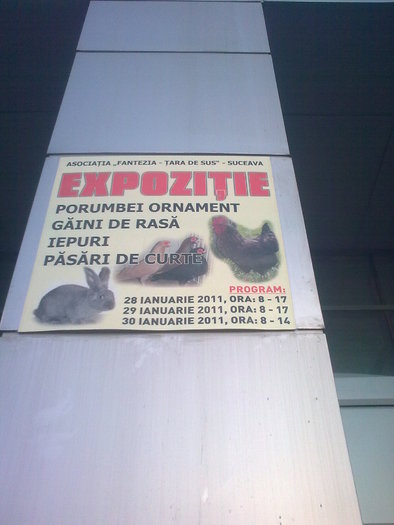 ASOCIAȚIA „FANTEZIA - ȚARA DE SUS" - SUCEAVA
EXPOZIȚIE
PORUMBEI ORNAMENT
GĂINI DE RASĂ
IEPURI
PĂSĂRI DE CURTE
PROGRAM:
28 IANUARIE 2011, ORA: 8 - 17
29 IANUARIE 2011, ORA: 8 - 17
30 IANUARIE 2011, ORA: 8 - 14